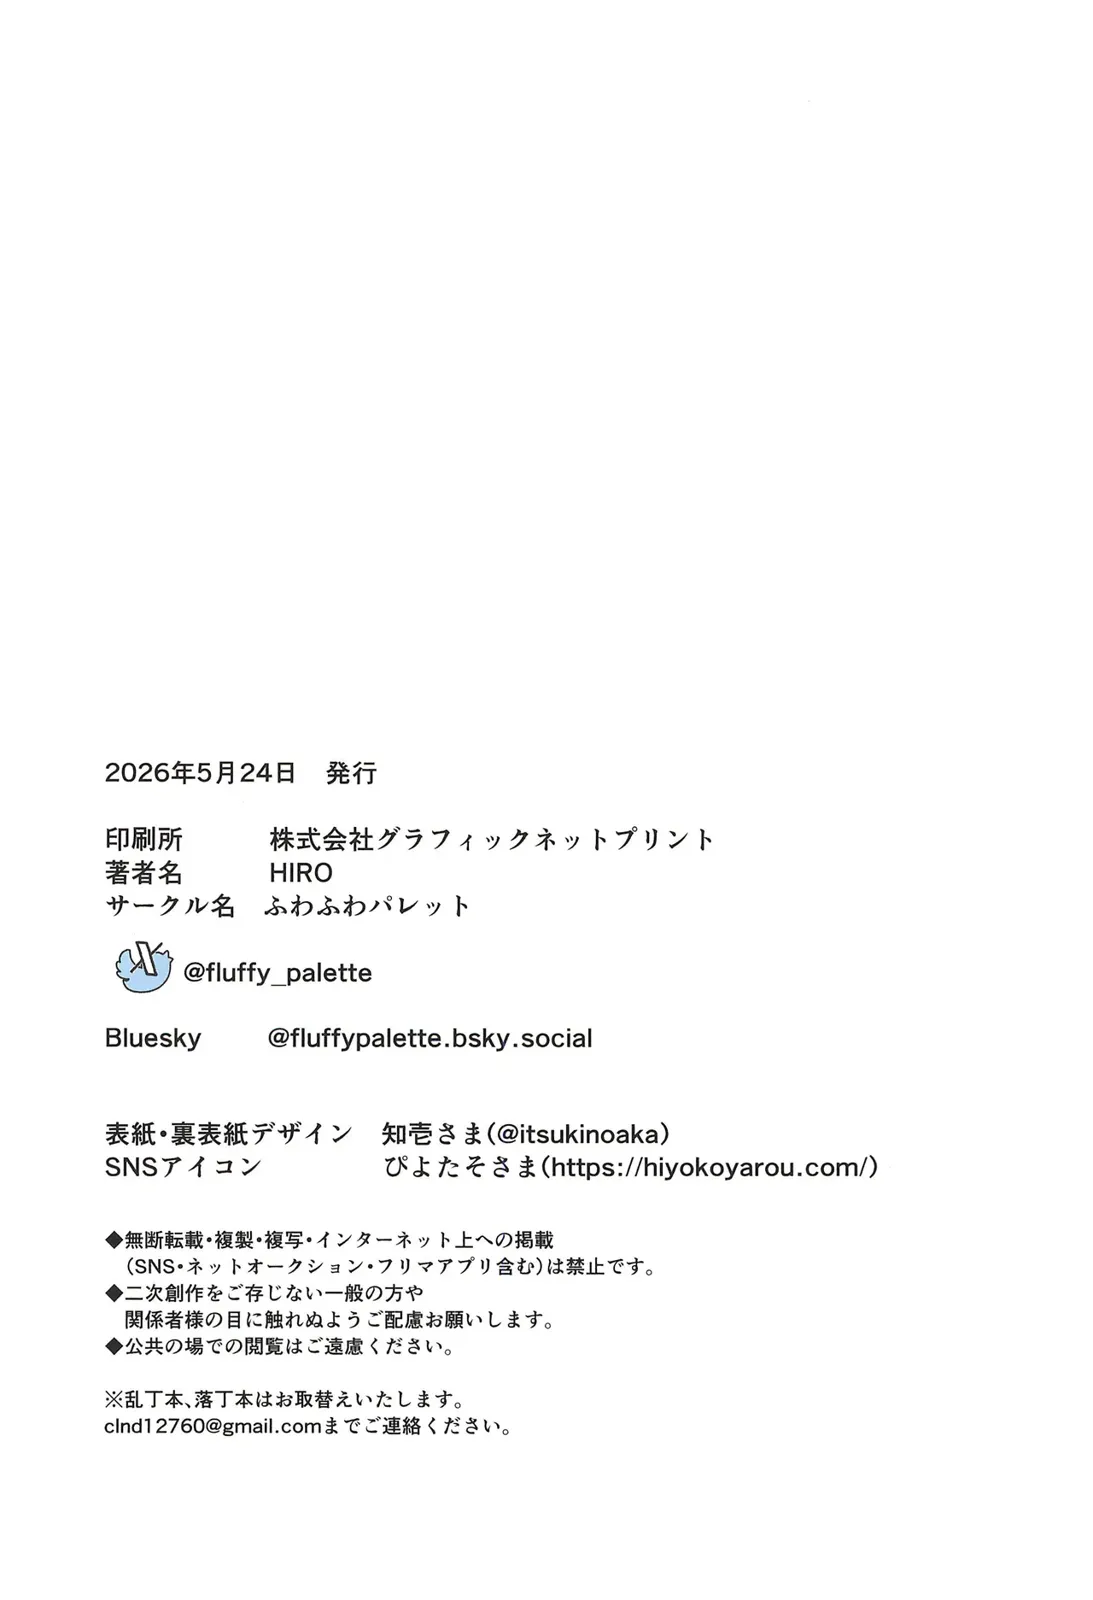 2026年5月24日　発行
印刷所　株式会社グラフィックネットプリント
著者名　HIRO
サークル名　ふわふわパレット
@fluffy_palette
Bluesky　@fluffypalette.bsky.social
表紙・裏表紙デザイン　知壱さま(@itsukinoaka)
SNSアイコン　ぴよたそさま(https://hiyokoyarou.com/)
◆無断転載・複製・複写・インターネット上への掲載
（SNS・ネットオークション・フリマアプリ含む）は禁止です。
◆二次創作をご存じない一般の方や
関係者様の目に触れぬようご配慮お願いします。
◆公共の場での閲覧はご遠慮ください。
※乱丁本、落丁本はお取替えいたします。
clnd12760@gmail.comまでご連絡ください。